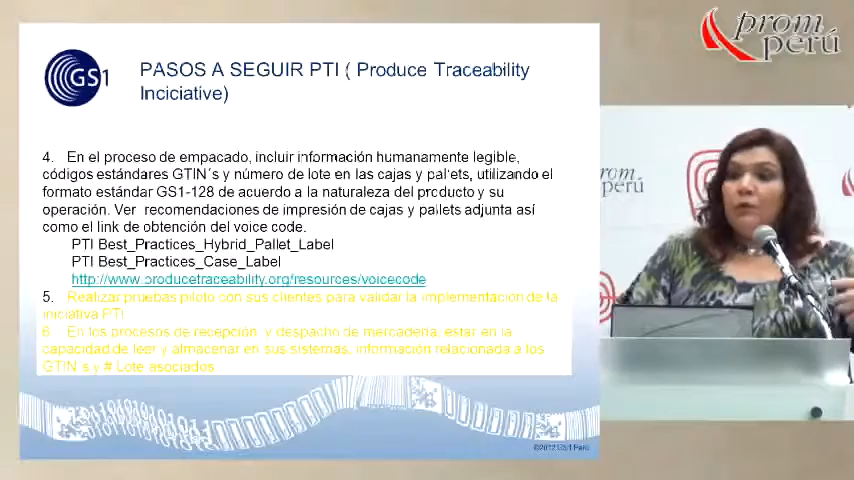 GS1
PASOS A SEGUIR PTI ( Produce Traceability
Iniciative)
4. En el proceso de empacado, incluir información humanamente legible,
códigos estándares GTIN´s y número de lote en las cajas y pallets, utilizando el
formato estándar GS1-128 de acuerdo a la naturaleza del producto y su
operación. Ver recomendaciones de impresión de cajas y pallets adjunta así
como el link de obtención del voice code.
PTI Best_Practices_Hybrid_Pallet_Label
PTI Best_Practices_Case_Label
http://www.producetraceability.org/resources/voicecode
5. Realizar pruebas piloto con sus clientes para validar la implementación de la
iniciativa PTI
6. En los procesos de recepción y despacho de mercadería, estar en la
capacidad de leer y almacenar en sus sistemas, información relacionada a los
GTIN´s y # Lote asociados.
©2012 GS1 Perú
prom
perú
prom
perú